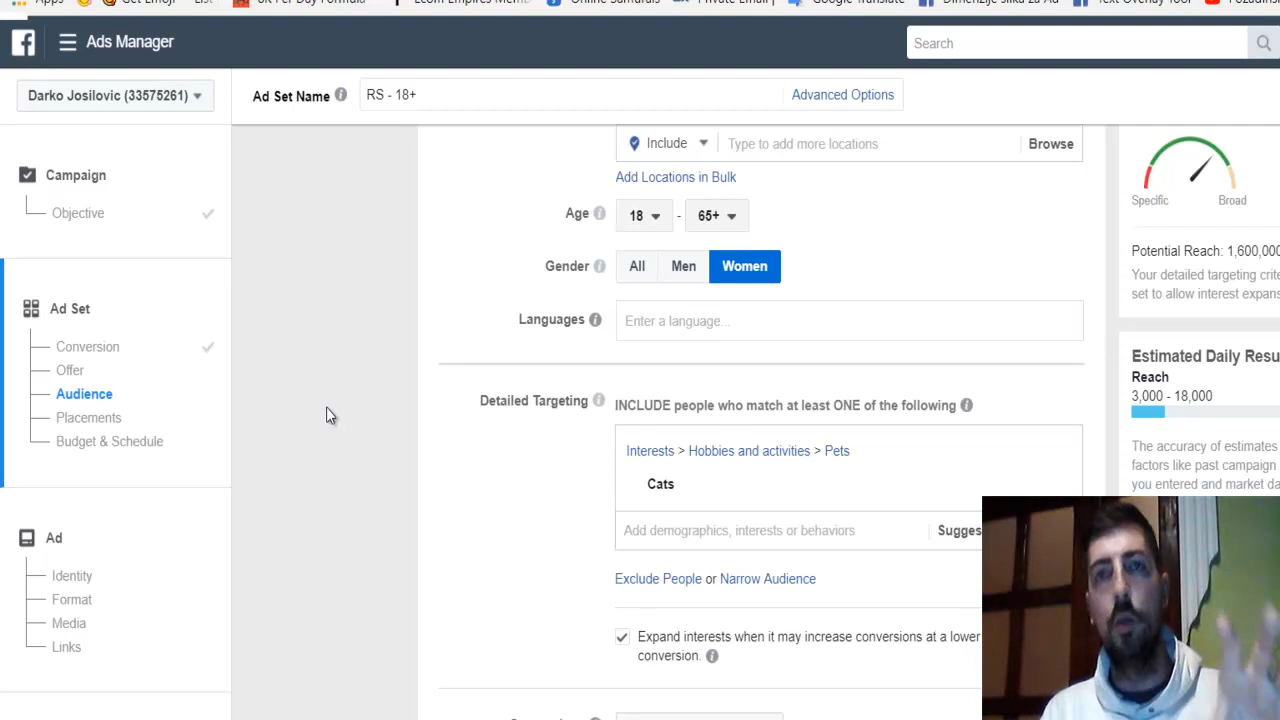 Apps
Get Emoji
List
Per Day Formula
Ecom Empires Mem
Online Samurais
Private Email
Google Translate
Dimenzije slika za Ad
Text Overlay Tool
Ads Manager
Search
Darko Josilovic (33575261)
Ad Set Name
RS - 18+
Advanced Options
Campaign
Objective
Ad Set
Conversion
Offer
Audience
Placements
Budget & Schedule
Ad
Identity
Format
Media
Links
Include
Type to add more locations
Browse
Add Locations in Bulk
Age 18 - 65+
Gender All Men Women
Languages Enter a language...
Detailed Targeting
INCLUDE people who match at least ONE of the following
Interests > Hobbies and activities > Pets
Cats
Add demographics, interests or behaviors
Sugges
Exclude People or Narrow Audience
Expand interests when it may increase conversions at a lower
conversion.
Specific Broad
Potential Reach: 1,600,000
Your detailed targeting crite
set to allow interest expans
Estimated Daily Resu
Reach
3,000 - 18,000
The accuracy of estimates
factors like past campaign
you entered and market da